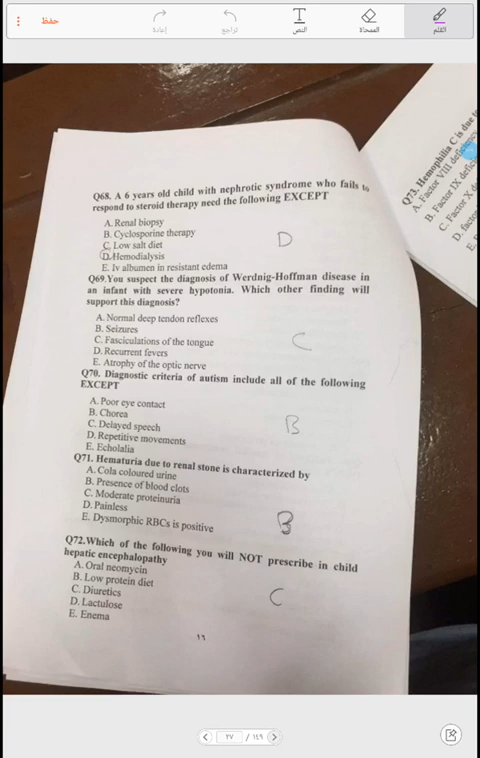 حفظ
إعادة
تراجع
النص
الممحاة
القلم
Q68. A 6 years old child with nephrotic syndrome who fails to
respond to steroid therapy need the following EXCEPT
A. Renal biopsy
B. Cyclosporine therapy
C. Low salt diet
D. Hemodialysis
E. Iv albumen in resistant edema
D
Q69.You suspect the diagnosis of Werdnig-Hoffman disease in
an infant with severe hypotonia. Which other finding will
support this diagnosis?
A. Normal deep tendon reflexes
B. Seizures
C. Fasciculations of the tongue
D. Recurrent fevers
E. Atrophy of the optic nerve
C
Q70. Diagnostic criteria of autism include all of the following
EXCEPT
A. Poor eye contact
B. Chorea
C. Delayed speech
D. Repetitive movements
E. Echolalia
B
Q71. Hematuria due to renal stone is characterized by
A. Cola coloured urine
B. Presence of blood clots
C. Moderate proteinuria
D. Painless
E. Dysmorphic RBCs is positive
B
Q72.Which of the following you will NOT prescribe in child
hepatic encephalopathy
A. Oral neomycin
B. Low protein diet
C. Diuretics
D. Lactulose
E. Enema
C
١٦
Q73. Hemophilia C is due
A. Factor VIII
B. Factor IX
C. Factor X
D. facto
E.
٢٧ / ١٤٩